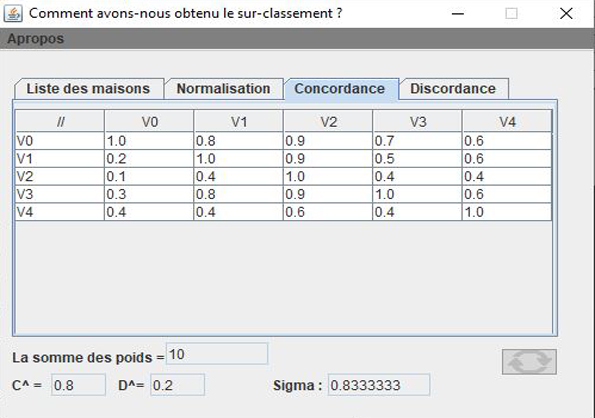 Comment avons-nous obtenu le sur-classement ?
Apropos
Liste des maisons Normalisation Concordance Discordance
// V0 V1 V2 V3 V4
V0 1.0 0.8 0.9 0.7 0.6
V1 0.2 1.0 0.9 0.5 0.6
V2 0.1 0.4 1.0 0.4 0.4
V3 0.3 0.8 0.9 1.0 0.6
V4 0.4 0.4 0.6 0.4 1.0
La somme des poids = 10
C^ = 0.8 D^= 0.2 Sigma : 0.8333333